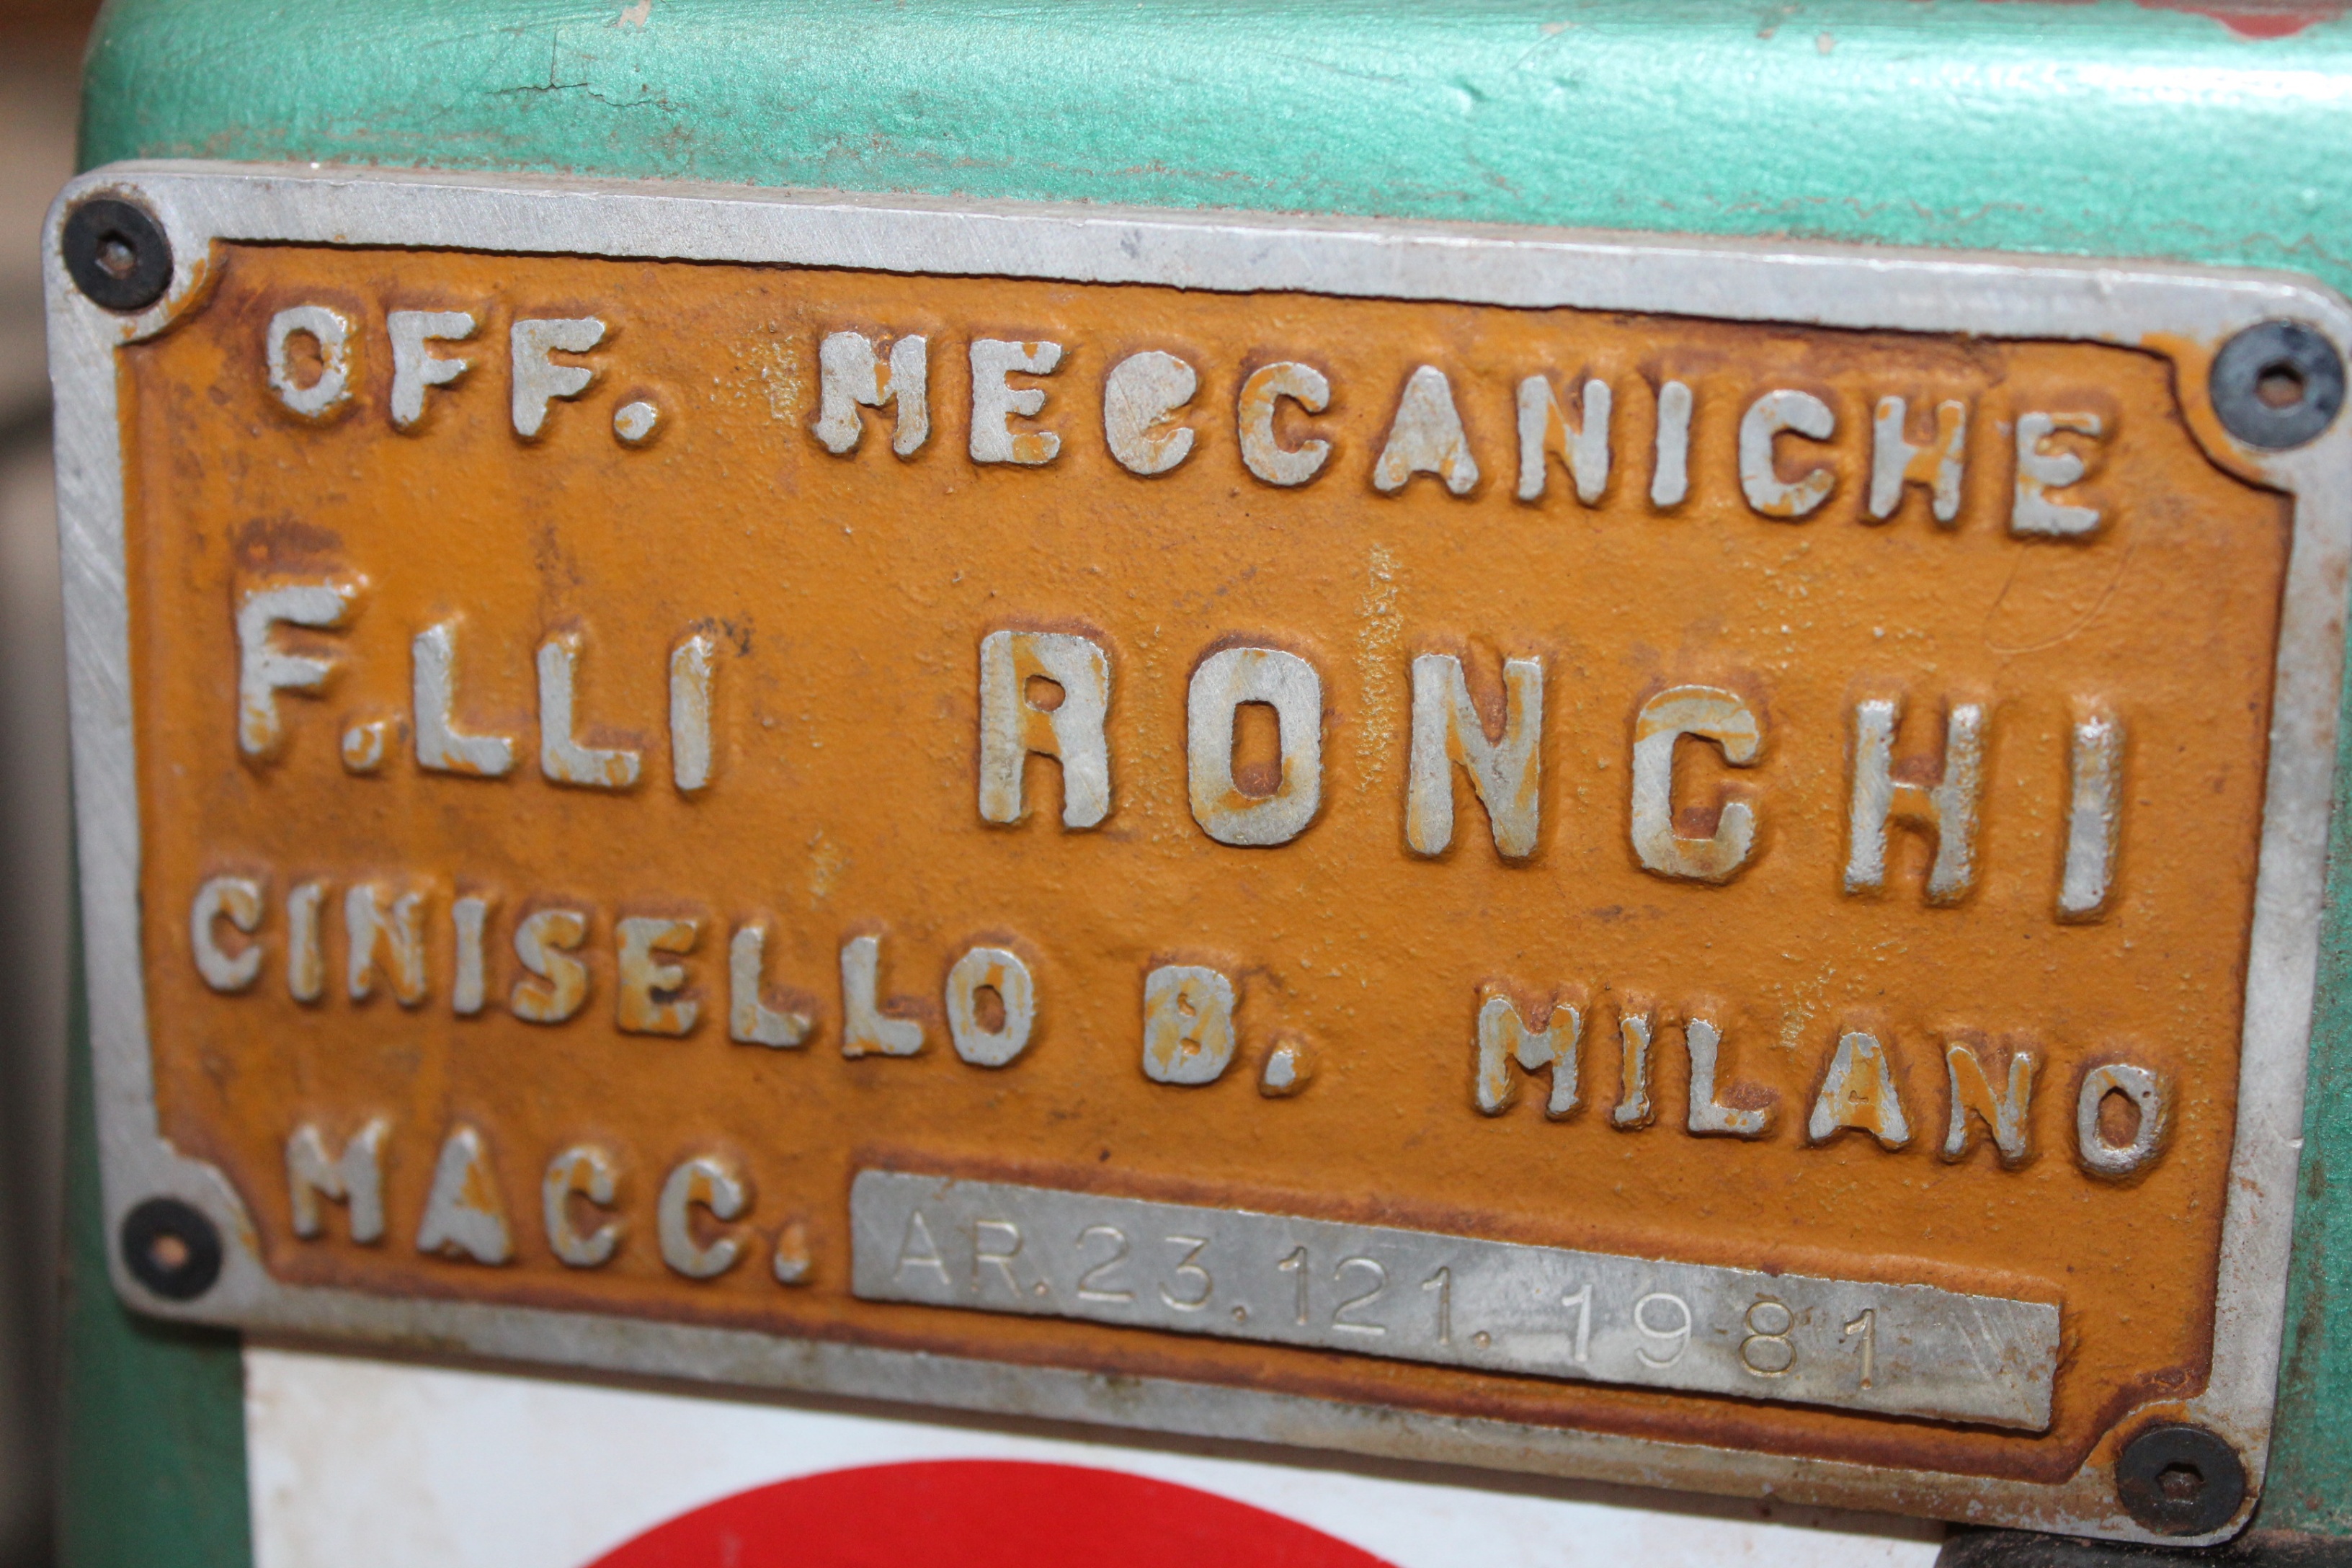 OFF. MECCANICHE
F.LLI RONCHI
CINISELLO B. MILANO
MACC. AR.23.121.1981